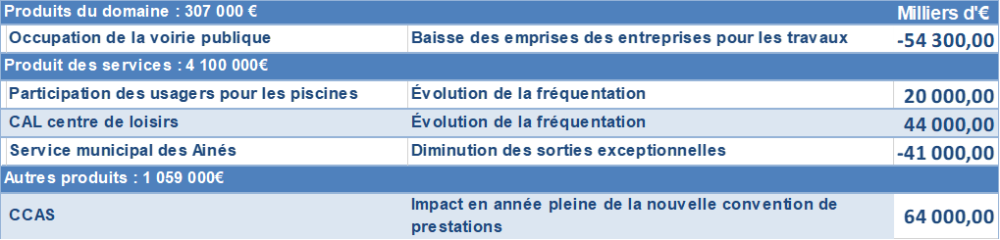 Produits du domaine : 307 000 € Milliers d'€
Occupation de la voirie publique Baisse des emprises des entreprises pour les travaux -54 300,00
Produit des services : 4 100 000€
Participation des usagers pour les piscines Évolution de la fréquentation 20 000,00
CAL centre de loisirs Évolution de la fréquentation 44 000,00
Service municipal des Ainés Diminution des sorties exceptionnelles -41 000,00
Autres produits : 1 059 000€
CCAS Impact en année pleine de la nouvelle convention de
prestations 64 000,00